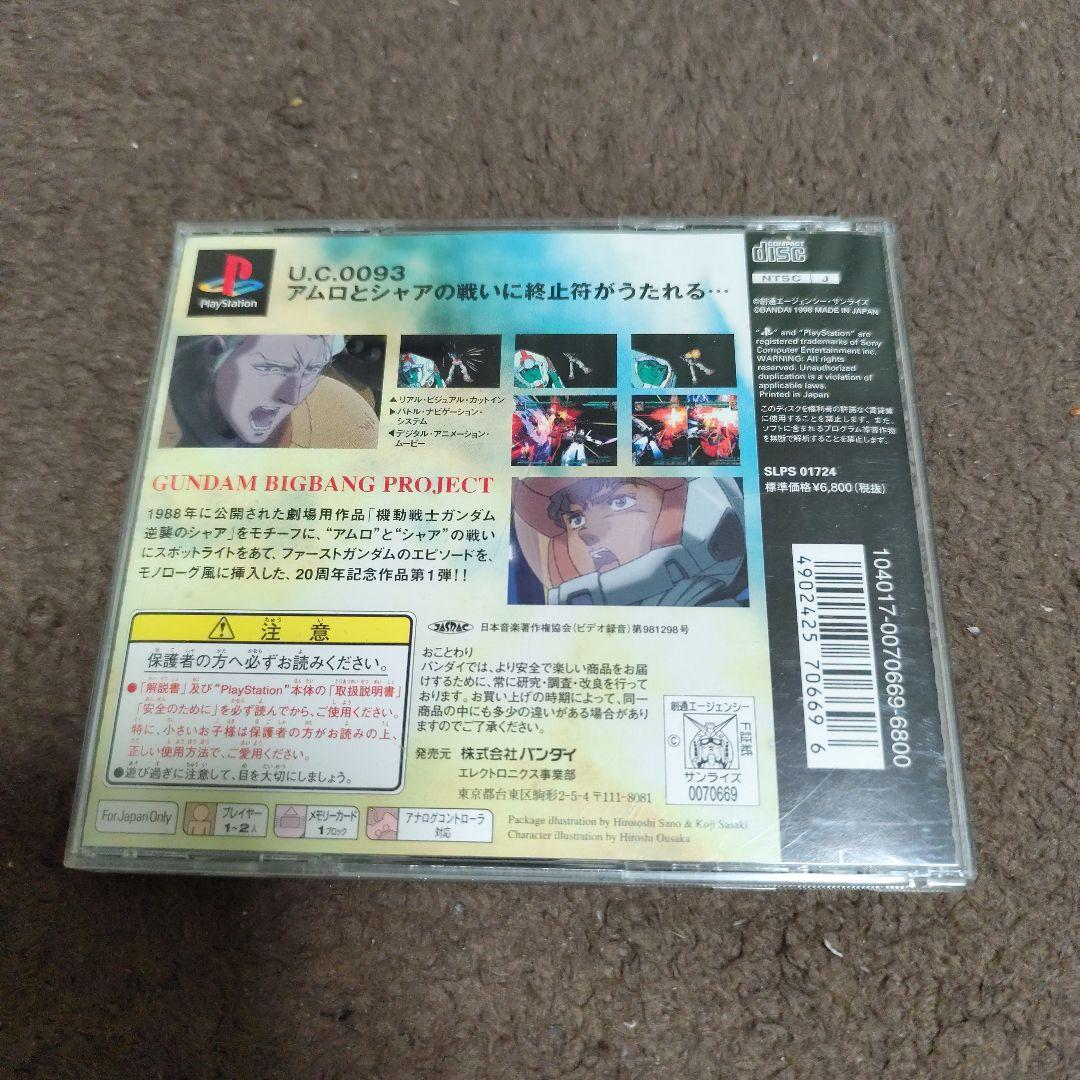 PlayStation
U.C.0093
アムロとシャアの戦いに終止符がうたれる…
▲リアル・ビジュアル・カットイン
▶バトル・ナビゲーション・
システム
◀デジタル・アニメーション・
ムービー
GUNDAM BIGBANG PROJECT
1988年に公開された劇場用作品「機動戦士ガンダム
逆襲のシャア」をモチーフに、“アムロ”と“シャア”の戦い
にスポットライトをあて、ファーストガンダムのエピソードを、
モノローグ風に挿入した、20周年記念作品第1弾!!
注意
ちゅう い
保護者の方へ必ずお読みください。
●「解説書」及び“PlayStation”本体の「取扱説明書」
「安全のために」を必ず読んでから、ご使用ください。
特に、小さいお子様は保護者の方がお読みの上、
正しい使用方法で、ご愛用ください。
●遊び過ぎに注意して、目を大切にしましょう。
For Japan Only
プレイヤー
1~2人
メモリーカード
1ブロック
アナログコントローラ
対応
JASRAC
日本音楽著作権協会(ビデオ録音)第981298号
おことわり
バンダイでは、より安全で楽しい商品をお届
けするために、常に研究・調査・改良を行って
おります。お買い上げの時期によって、同一
商品の中にも多少の違いがある場合があり
ますのでご了承ください。
発売元 株式会社バンダイ
エレクトロニクス事業部
東京都台東区駒形2-5-4 〒111-8081
Package illustration by Hirotoshi Sano & Koji Sasaki
Character illustration by Hiroshi Ousaka
創通エージェンシー
©
F証紙
サンライズ
0070669
COMPACT
disc
NTSC J
©創通エージェンシー・サンライズ
©BANDAI 1998 MADE IN JAPAN
" " and "PlayStation" are
registered trademarks of Sony
Computer Entertainment Inc.
WARNING: All rights
reserved. Unauthorized
duplication is a violation of
applicable laws.
Printed in Japan
このディスクを権利者の許諾なく賃貸業
に使用することを禁止します。また、
ソフトに含まれるプログラム等著作物
を無断で解析することを禁止します。
SLPS 01724
標準価格¥6,800(税抜)
104017-0070669-6800
4902425 70669 6